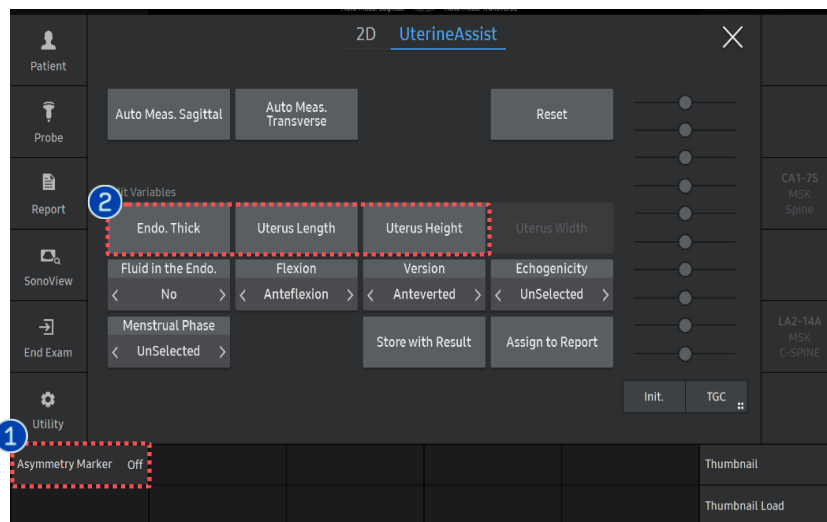 2D UterineAssist
Patient
Probe
Report
SonoView
End Exam
Utility
Auto Meas. Sagittal
Auto Meas.
Transverse
Reset
Variables
2
Endo. Thick
Uterus Length
Uterus Height
Uterus Width
Fluid in the Endo.
< No >
Flexion
< Anteflexion >
Version
< Anteverted >
Echogenicity
< UnSelected >
Menstrual Phase
< UnSelected >
Store with Result
Assign to Report
Init.
TGC
CA1-7S
MSK
Spine
LA2-14A
MSK
C-SPINE
1
Asymmetry Marker Off
Thumbnail
Thumbnail Load